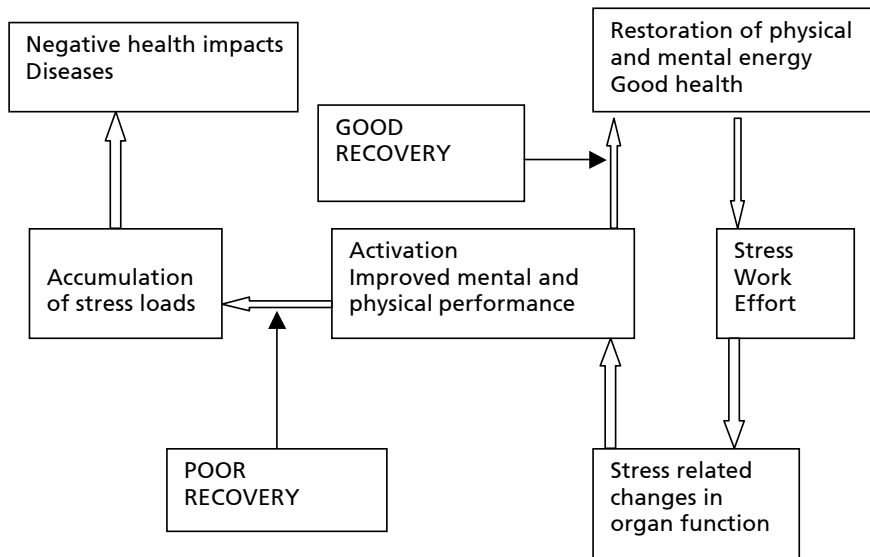 Negative health impacts
Diseases
Restoration of physical
and mental energy
Good health
GOOD
RECOVERY
Accumulation
of stress loads
Activation
Improved mental and
physical performance
Stress
Work
Effort
POOR
RECOVERY
Stress related
changes in
organ function